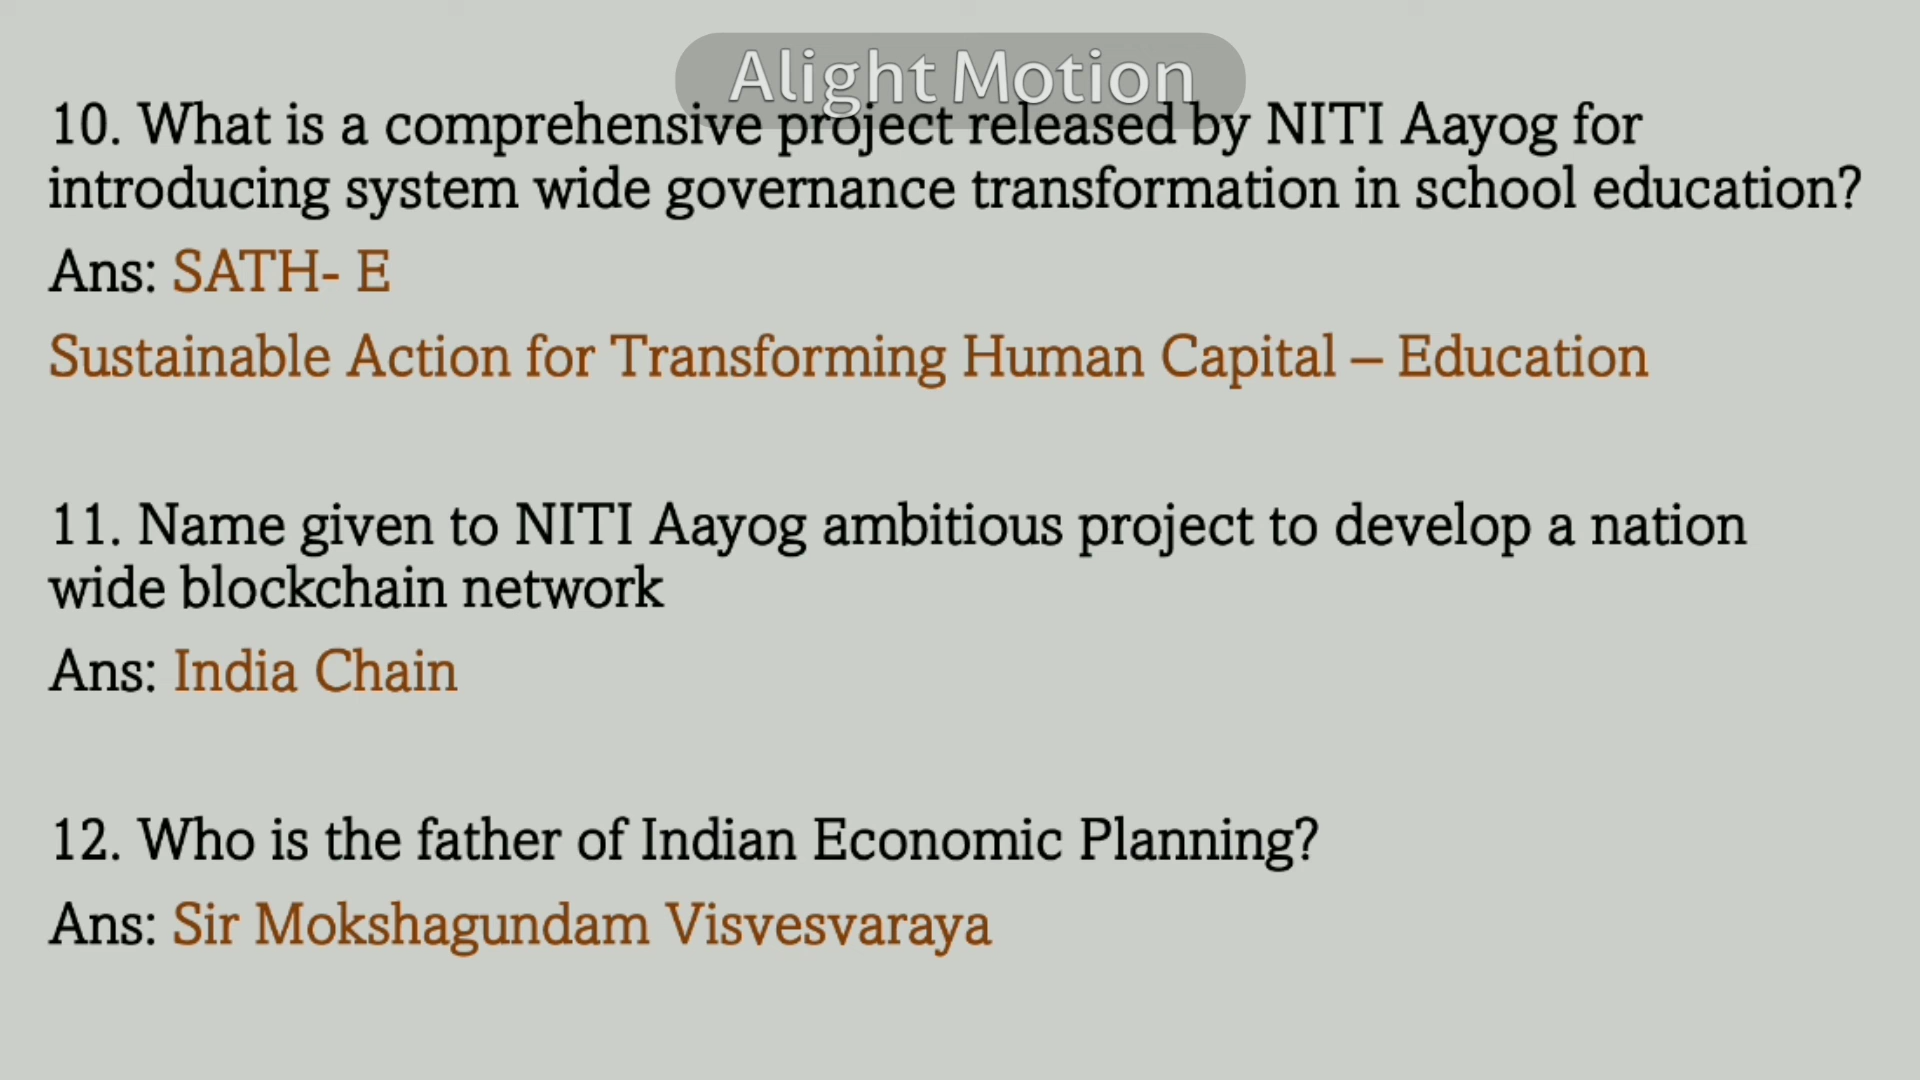 Alight Motion
10. What is a comprehensive project released by NITI Aayog for
introducing system wide governance transformation in school education?
Ans: SATH- E
Sustainable Action for Transforming Human Capital – Education
11. Name given to NITI Aayog ambitious project to develop a nation
wide blockchain network
Ans: India Chain
12. Who is the father of Indian Economic Planning?
Ans: Sir Mokshagundam Visvesvaraya